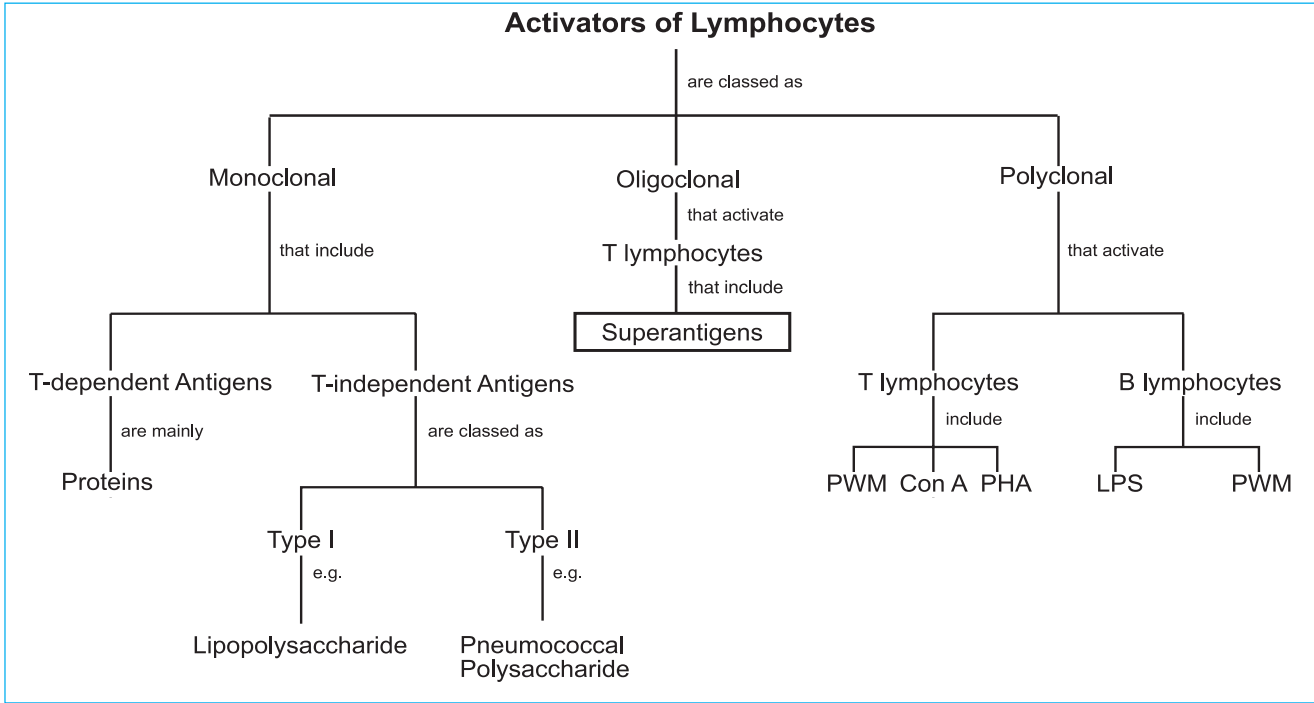 Activators of Lymphocytes
are classed as
Monoclonal
Oligoclonal
Polyclonal
that activate
that include
T lymphocytes
that activate
that include
Superantigens
T-dependent Antigens
T-independent Antigens
T lymphocytes
B lymphocytes
are mainly
are classed as
include
include
Proteins
PWM Con A PHA
LPS
PWM
Type I
Type II
e.g.
e.g.
Lipopolysaccharide
Pneumococcal
Polysaccharide